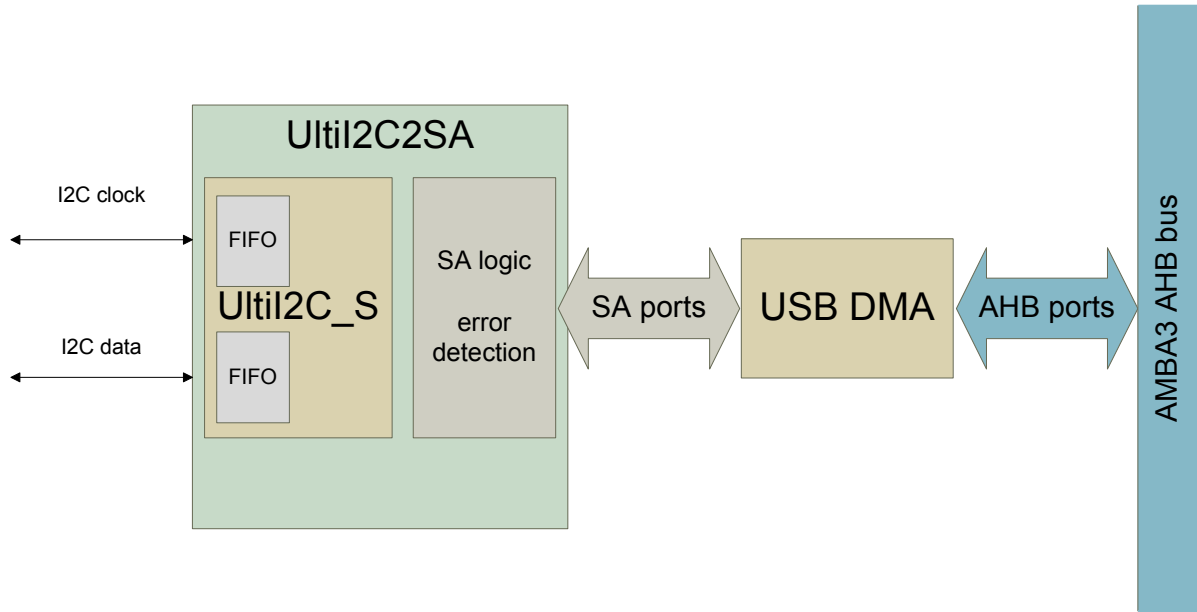 UltiI2C2SA
I2C clock
FIFO
SA logic
UltiI2C_S
error
detection
SA ports
USB DMA
AHB ports
AMBA3 AHB bus
I2C data
FIFO